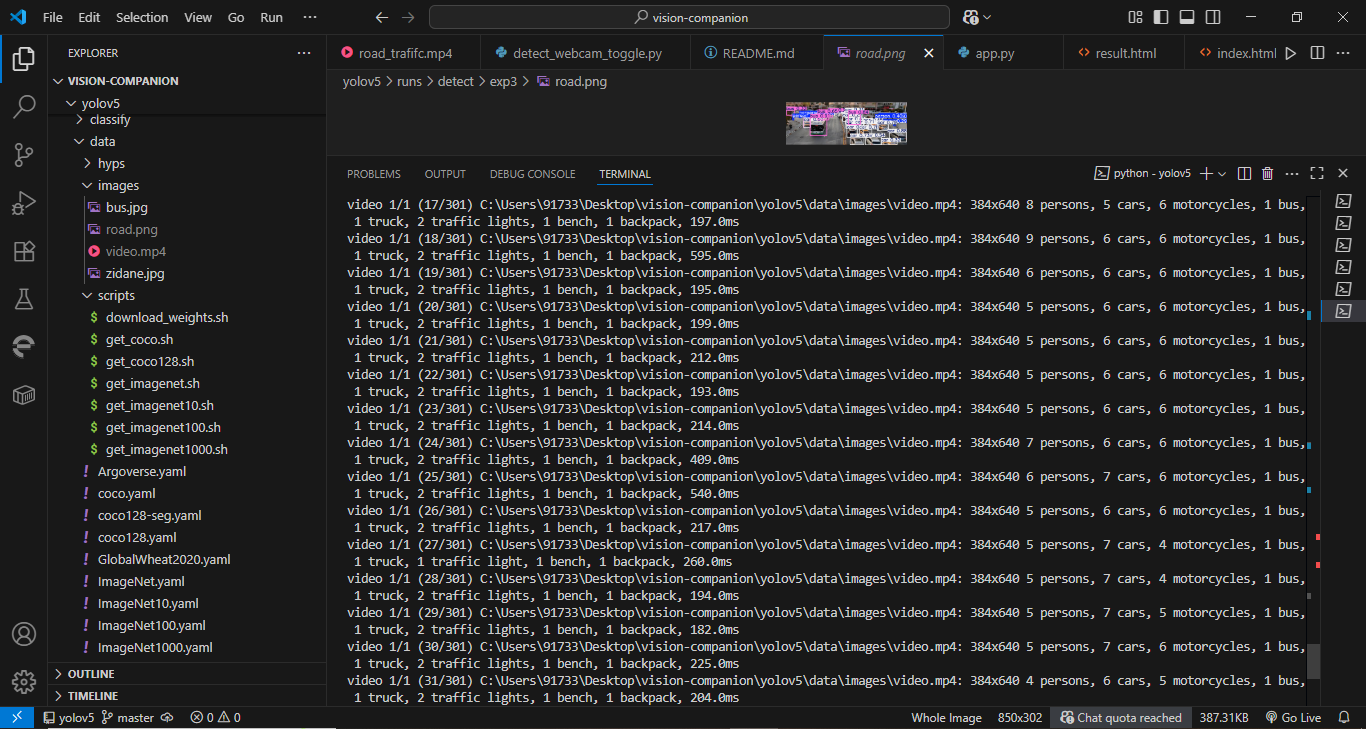 File Edit Selection View Go Run ··· vision-companion
EXPLORER ···
VISION-COMPANION
yolov5
classify
data
hyps
images
bus.jpg
road.png
video.mp4
zidane.jpg
scripts
download_weights.sh
get_coco.sh
get_coco128.sh
get_imagenet.sh
get_imagenet10.sh
get_imagenet100.sh
get_imagenet1000.sh
Argoverse.yaml
coco.yaml
coco128-seg.yaml
coco128.yaml
GlobalWheat2020.yaml
ImageNet.yaml
ImageNet10.yaml
ImageNet100.yaml
ImageNet1000.yaml
OUTLINE
TIMELINE
road_trafifc.mp4 detect_webcam_toggle.py README.md road.png app.py result.html index.html ···
yolov5 > runs > detect > exp3 > road.png
PROBLEMS OUTPUT DEBUG CONSOLE TERMINAL python - yolov5 ···
video 1/1 (17/301) C:\Users\91733\Desktop\vision-companion\yolov5\data\images\video.mp4: 384x640 8 persons, 5 cars, 6 motorcycles, 1 bus,
1 truck, 2 traffic lights, 1 bench, 1 backpack, 197.0ms
video 1/1 (18/301) C:\Users\91733\Desktop\vision-companion\yolov5\data\images\video.mp4: 384x640 9 persons, 6 cars, 6 motorcycles, 1 bus,
1 truck, 2 traffic lights, 1 bench, 1 backpack, 595.0ms
video 1/1 (19/301) C:\Users\91733\Desktop\vision-companion\yolov5\data\images\video.mp4: 384x640 6 persons, 6 cars, 6 motorcycles, 1 bus,
1 truck, 2 traffic lights, 1 bench, 1 backpack, 195.0ms
video 1/1 (20/301) C:\Users\91733\Desktop\vision-companion\yolov5\data\images\video.mp4: 384x640 5 persons, 6 cars, 6 motorcycles, 1 bus,
1 truck, 2 traffic lights, 1 bench, 1 backpack, 199.0ms
video 1/1 (21/301) C:\Users\91733\Desktop\vision-companion\yolov5\data\images\video.mp4: 384x640 5 persons, 6 cars, 6 motorcycles, 1 bus,
1 truck, 2 traffic lights, 1 bench, 1 backpack, 212.0ms
video 1/1 (22/301) C:\Users\91733\Desktop\vision-companion\yolov5\data\images\video.mp4: 384x640 5 persons, 6 cars, 6 motorcycles, 1 bus,
1 truck, 2 traffic lights, 1 bench, 1 backpack, 193.0ms
video 1/1 (23/301) C:\Users\91733\Desktop\vision-companion\yolov5\data\images\video.mp4: 384x640 5 persons, 6 cars, 6 motorcycles, 1 bus,
1 truck, 2 traffic lights, 1 bench, 1 backpack, 214.0ms
video 1/1 (24/301) C:\Users\91733\Desktop\vision-companion\yolov5\data\images\video.mp4: 384x640 7 persons, 6 cars, 6 motorcycles, 1 bus,
1 truck, 2 traffic lights, 1 bench, 1 backpack, 409.0ms
video 1/1 (25/301) C:\Users\91733\Desktop\vision-companion\yolov5\data\images\video.mp4: 384x640 6 persons, 7 cars, 6 motorcycles, 1 bus,
1 truck, 2 traffic lights, 1 bench, 1 backpack, 540.0ms
video 1/1 (26/301) C:\Users\91733\Desktop\vision-companion\yolov5\data\images\video.mp4: 384x640 5 persons, 6 cars, 6 motorcycles, 1 bus,
1 truck, 2 traffic lights, 1 bench, 1 backpack, 217.0ms
video 1/1 (27/301) C:\Users\91733\Desktop\vision-companion\yolov5\data\images\video.mp4: 384x640 5 persons, 7 cars, 4 motorcycles, 1 bus,
1 truck, 1 traffic light, 1 bench, 1 backpack, 260.0ms
video 1/1 (28/301) C:\Users\91733\Desktop\vision-companion\yolov5\data\images\video.mp4: 384x640 5 persons, 7 cars, 4 motorcycles, 1 bus,
1 truck, 2 traffic lights, 1 bench, 1 backpack, 194.0ms
video 1/1 (29/301) C:\Users\91733\Desktop\vision-companion\yolov5\data\images\video.mp4: 384x640 5 persons, 7 cars, 5 motorcycles, 1 bus,
1 truck, 2 traffic lights, 1 bench, 1 backpack, 182.0ms
video 1/1 (30/301) C:\Users\91733\Desktop\vision-companion\yolov5\data\images\video.mp4: 384x640 5 persons, 7 cars, 6 motorcycles, 1 bus,
1 truck, 2 traffic lights, 1 bench, 1 backpack, 225.0ms
video 1/1 (31/301) C:\Users\91733\Desktop\vision-companion\yolov5\data\images\video.mp4: 384x640 4 persons, 6 cars, 5 motorcycles, 1 bus,
1 truck, 2 traffic lights, 1 bench, 1 backpack, 204.0ms
yolov5 master 0 0 Whole Image 850x302 Chat quota reached 387.31KB Go Live